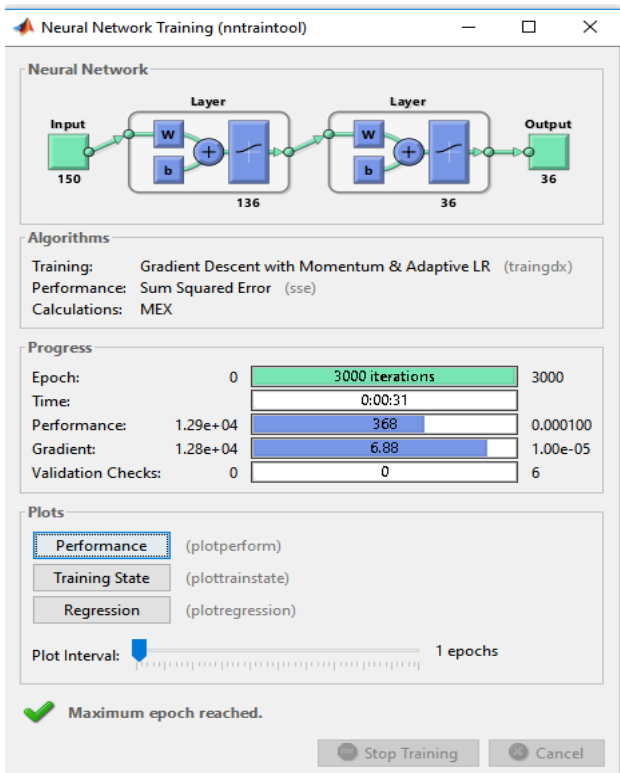 Neural Network Training (nntraintool)
Neural Network
Layer Layer
Input Output
W W
b b
150 36
136 36
Algorithms
Training: Gradient Descent with Momentum & Adaptive LR (traingdx)
Performance: Sum Squared Error (sse)
Calculations: MEX
Progress
Epoch: 0 3000 iterations 3000
Time: 0:00:31
Performance: 1.29e+04 368 0.000100
Gradient: 1.28e+04 6.88 1.00e-05
Validation Checks: 0 0 6
Plots
Performance (plotperform)
Training State (plottrainstate)
Regression (plotregression)
Plot Interval: 1 epochs
Maximum epoch reached.
Stop Training Cancel